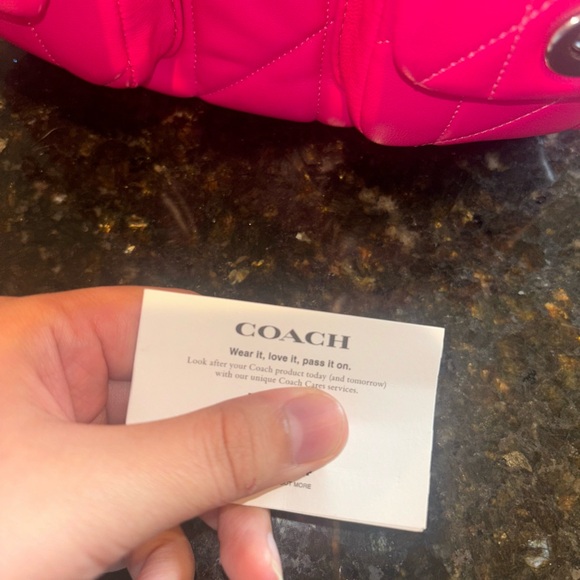 COACH
Wear it, love it, pass it on.
Look after your Coach product today (and tomorrow)
with our unique Coach Cares services.
MORE